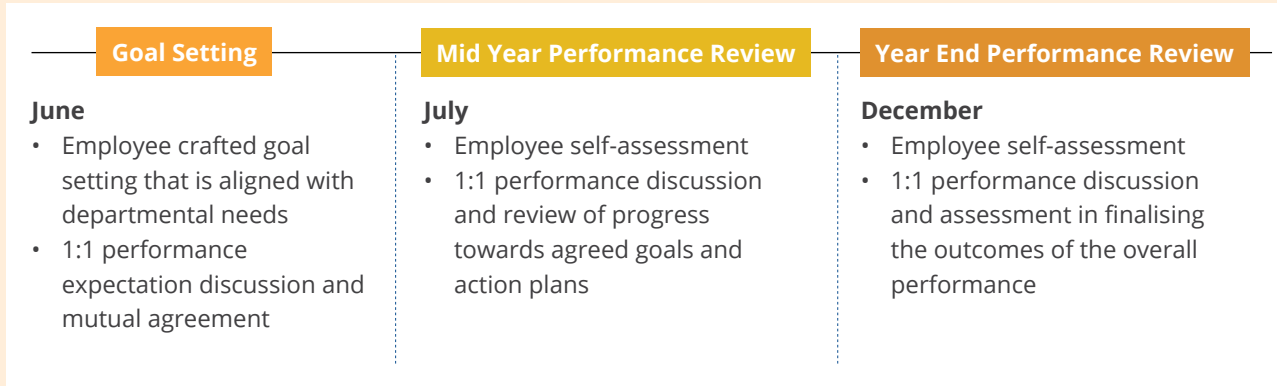 Goal Setting
June
• Employee crafted goal
setting that is aligned with
departmental needs
• 1:1 performance
expectation discussion and
mutual agreement
Mid Year Performance Review
July
• Employee self-assessment
• 1:1 performance discussion
and review of progress
towards agreed goals and
action plans
Year End Performance Review
December
• Employee self-assessment
• 1:1 performance discussion
and assessment in finalising
the outcomes of the overall
performance